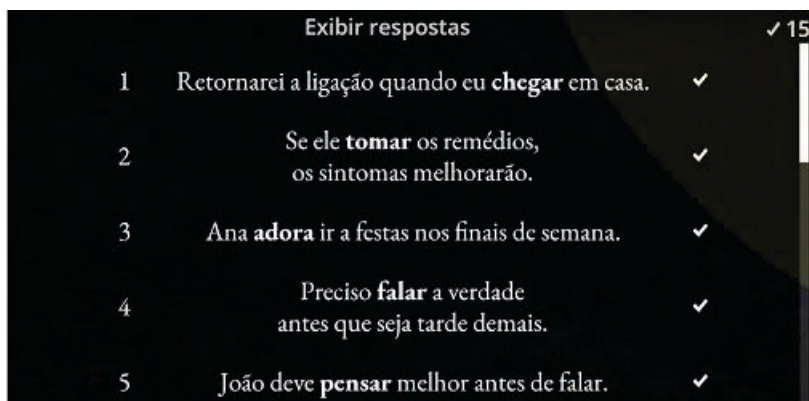 Exibir respostas
✓ 15
1 Retornarei a ligação quando eu chegar em casa. ✓
2 Se ele tomar os remédios,
os sintomas melhorarão. ✓
3 Ana adora ir a festas nos finais de semana. ✓
4 Preciso falar a verdade
antes que seja tarde demais. ✓
5 João deve pensar melhor antes de falar. ✓